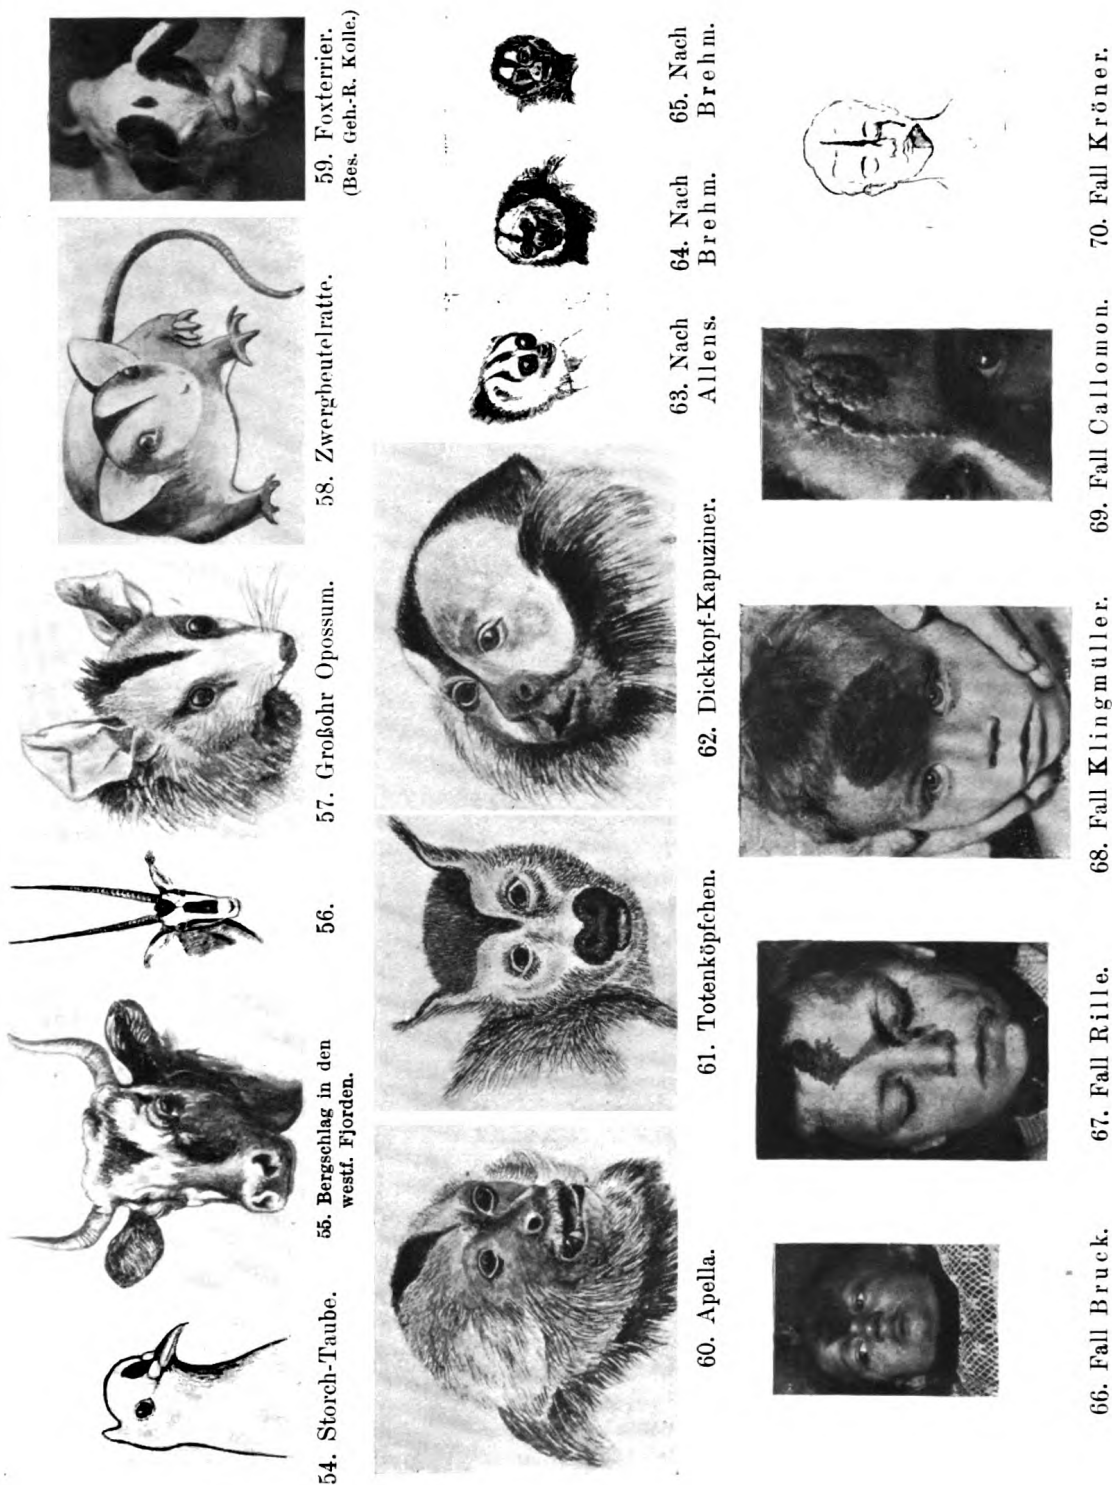 54. Storch-Taube.
55. Bergschlag in den
westf. Fjorden.
56.
57. Großohr Opossum.
58. Zwergbeutelratte.
59. Foxterrier.
(Bes. Geh.-R. Kolle.)
60. Apella.
61. Totenköpfchen.
62. Dickkopf-Kapuziner.
63. Nach
Allens.
64. Nach
Brehm.
65. Nach
Brehm.
66. Fall Bruck.
67. Fall Rille.
68. Fall Klingmüller.
69. Fall Callomon.
70. Fall Kröner.